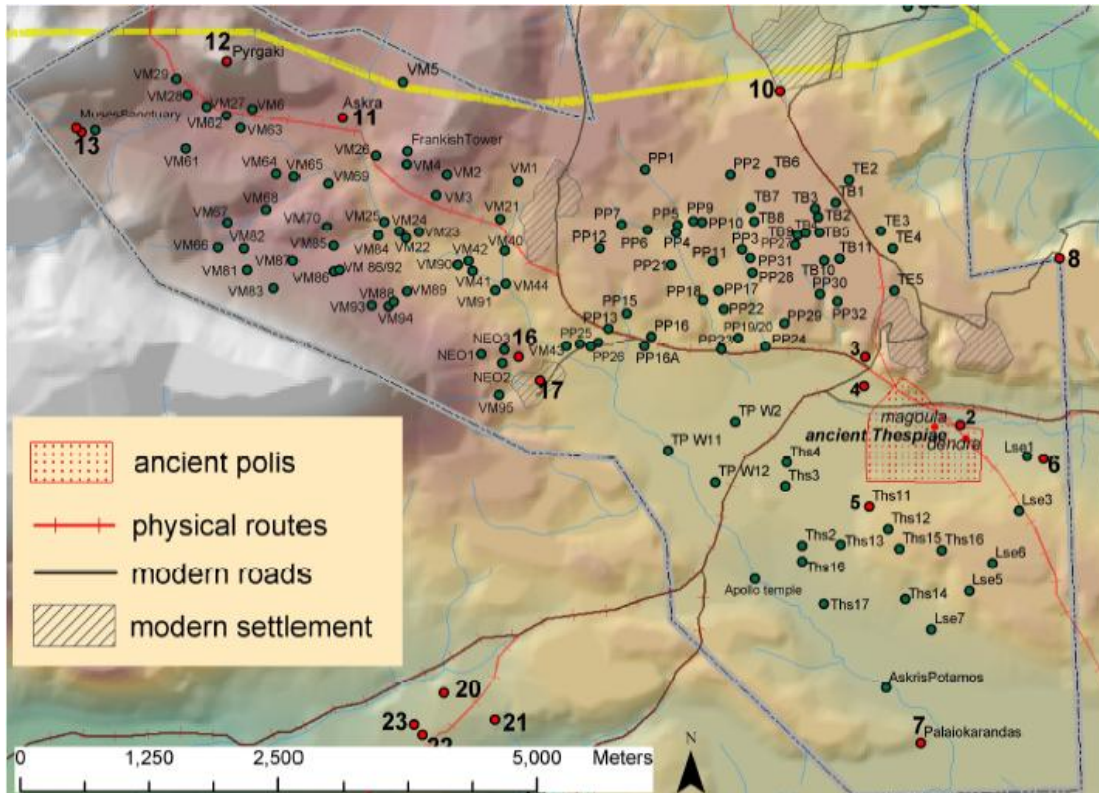 12
Pyrgaki
VM5
VM29
VM28
10
VM27
VM6
Askra
11
MusesSanctuary
VM62
VM63
13
FrankishTower
VM61
VM26
VM4
VM2
VM1
PP1
PP2
TB6
TE2
VM64
VM65
VM69
VM3
VM68
VM21
PP7
PP5
PP9
TB7
TB3
TB1
VM67
VM70
VM25
VM24
VM23
PP6
PP4
PP10
TB8
TB2
TE3
VM66
VM82
VM85
VM84
VM22
VM40
PP12
PP3
TB9
TB5
PP27
TE4
VM81
VM87
VM86
VM 86/92
VM90
VM42
VM41
PP21
PP11
PP31
TB11
8
VM83
VM44
PP28
TB10
VM93
VM88
VM89
VM91
PP18
PP17
PP30
TE5
VM94
PP15
PP22
PP32
PP13
PP16
PP19/20
PP29
NEO3
16
VM43
PP25
PP26
PP16A
PP23
PP24
3
NEO1
NEO2
17
4
VM95
magoula
2
TP W2
ancient Thespiae
dendra
TP W11
Ths4
Lse1
6
TP W12
Ths3
5
Ths11
Lse3
Ths12
Ths2
Ths13
Ths15
Ths16
Lse6
Ths16
Apollo temple
Lse5
Ths17
Ths14
Lse7
AskrisPotamos
20
23
22
21
7
Palaiokarandas
ancient polis
physical routes
modern roads
modern settlement
0
1,250
2,500
5,000
Meters
N